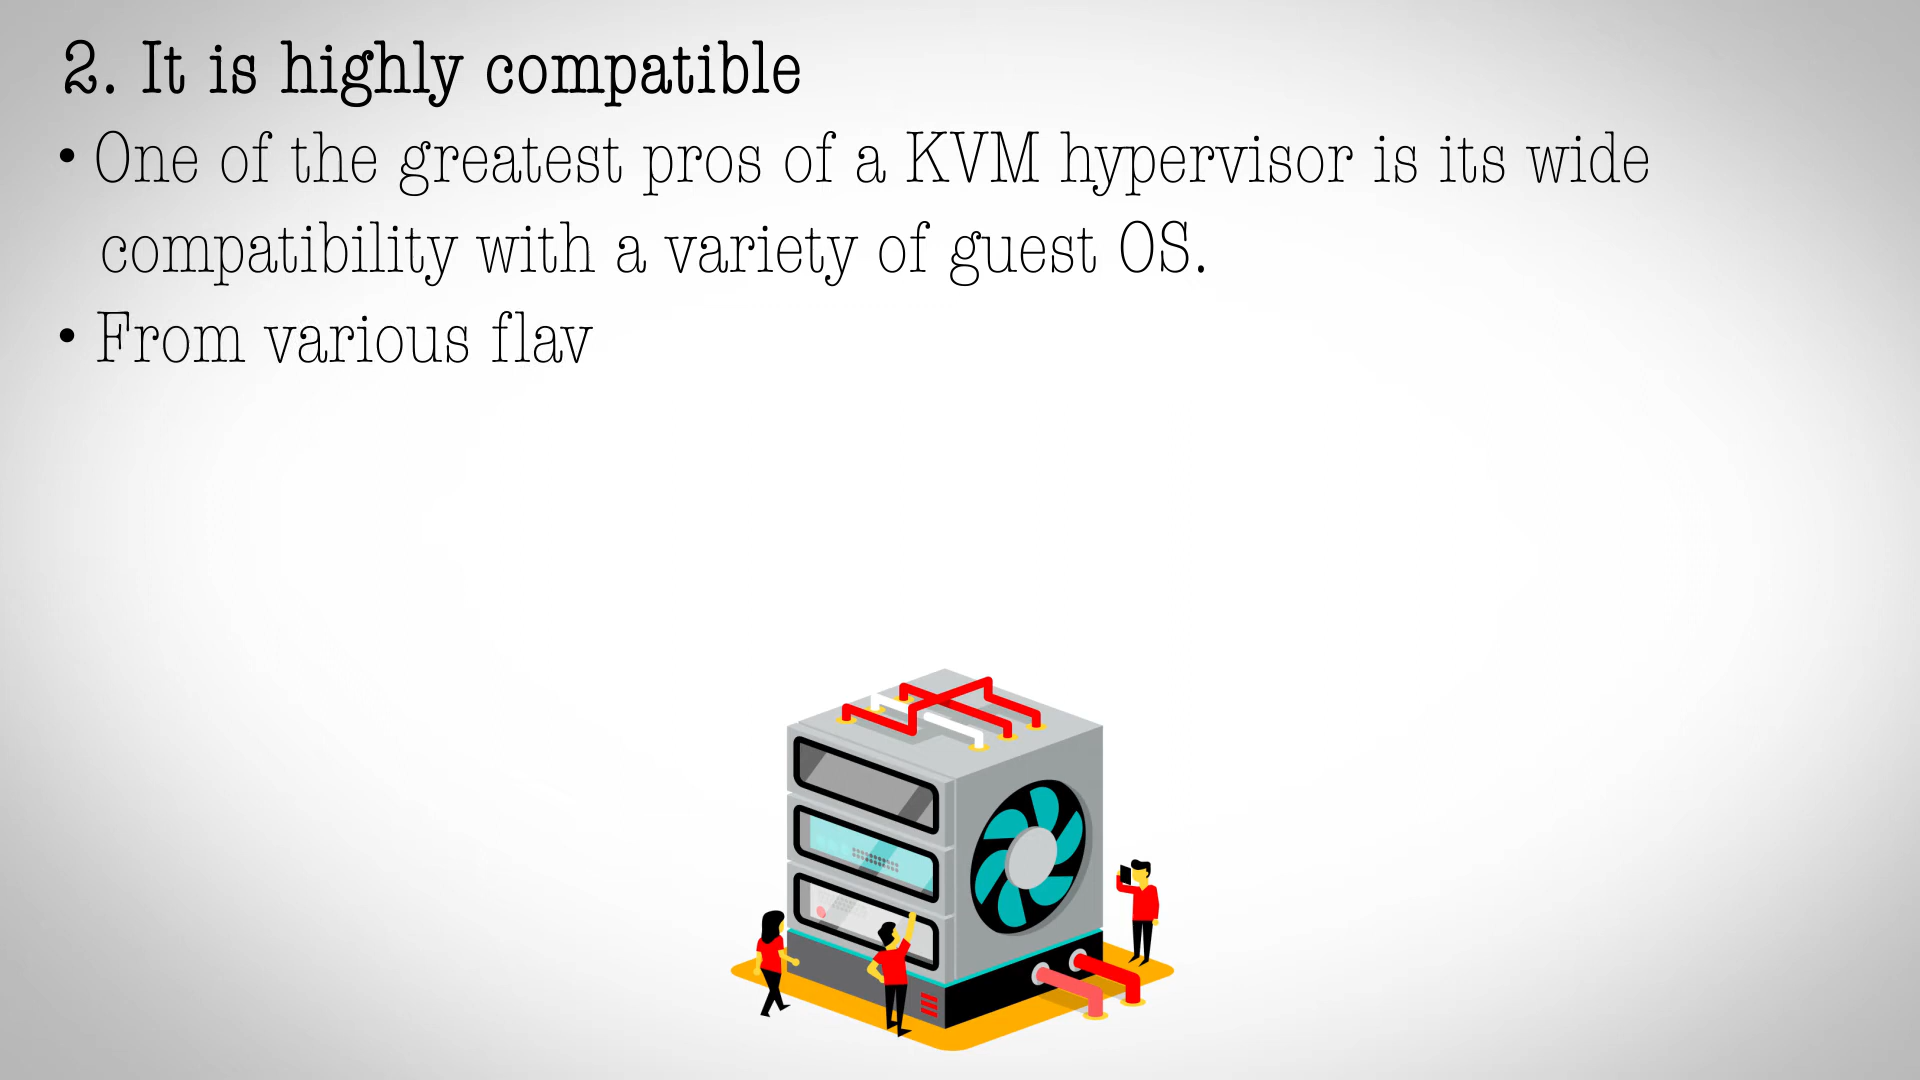 2. It is highly compatible
• One of the greatest pros of a KVM hypervisor is its wide
compatibility with a variety of guest OS.
• From various flav